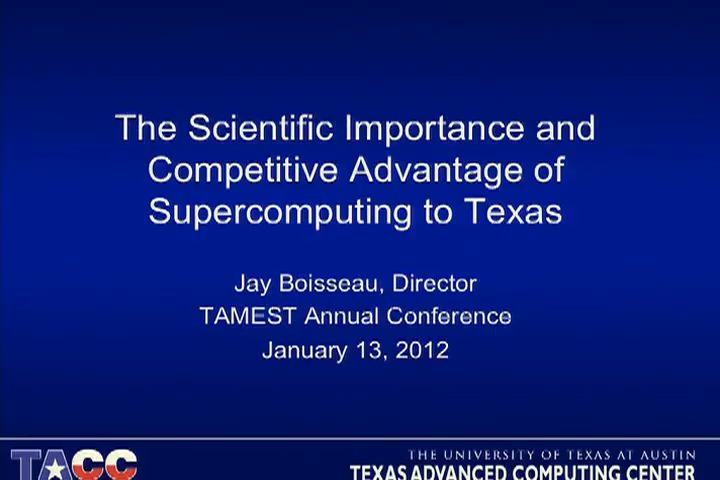 The Scientific Importance and
Competitive Advantage of
Supercomputing to Texas
Jay Boisseau, Director
TAMEST Annual Conference
January 13, 2012
TACC
THE UNIVERSITY OF TEXAS AT AUSTIN
TEXAS ADVANCED COMPUTING CENTER